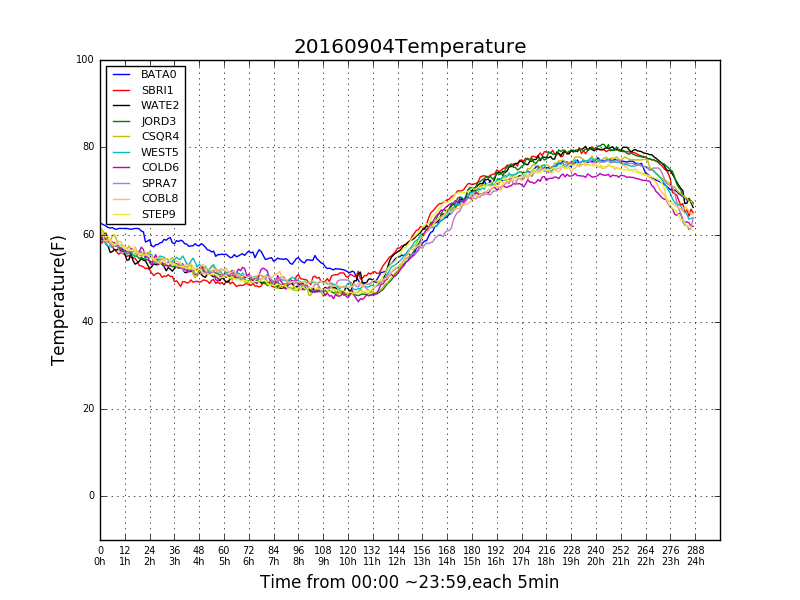 20160904Temperature
100
80
60
40
20
0
Temperature(F)
BATA0
SBRI1
WATE2
JORD3
CSQR4
WEST5
COLD6
SPRA7
COBL8
STEP9
0 12 24 36 48 60 72 84 96 108 120 132 144 156 168 180 192 204 216 228 240 252 264 276 288
0h 1h 2h 3h 4h 5h 6h 7h 8h 9h 10h 11h 12h 13h 14h 15h 16h 17h 18h 19h 20h 21h 22h 23h 24h
Time from 00:00 ~23:59,each 5min